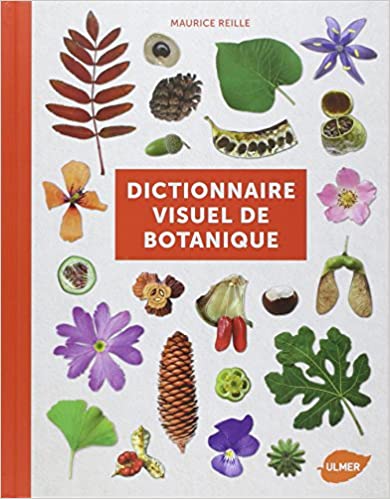 MAURICE REILLE
DICTIONNAIRE
VISUEL DE
BOTANIQUE
ULMER